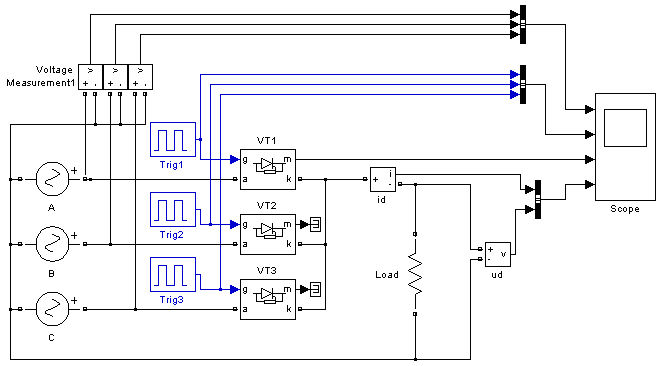 Voltage
Measurement1
v
+ -
v
+ -
v
+ -
Trig1
VT1
g
m
a
k
+
A
i
+
-
id
Scope
Trig2
VT2
g
m
a
k
+
B
Load
+
-
v
ud
Trig3
VT3
g
m
a
k
+
C